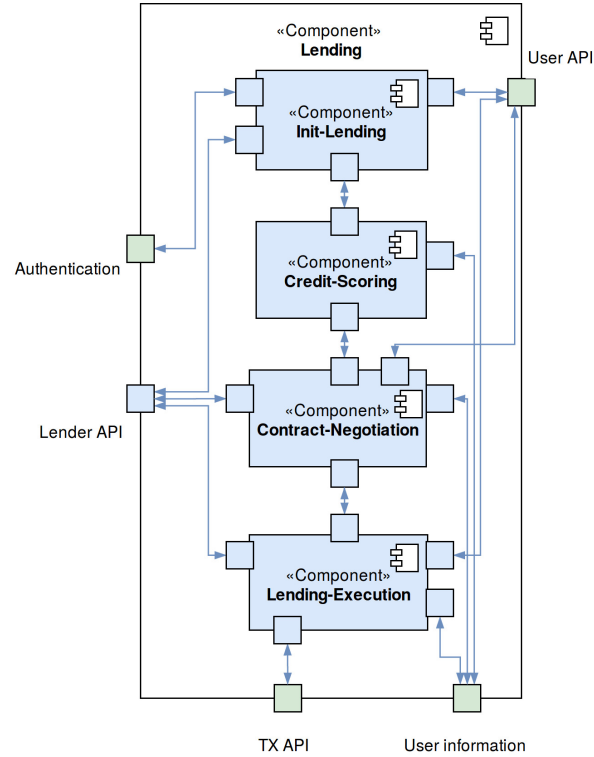 «Component»
Lending
User API
«Component»
Init-Lending
Authentication
«Component»
Credit-Scoring
Lender API
«Component»
Contract-Negotiation
«Component»
Lending-Execution
TX API
User information